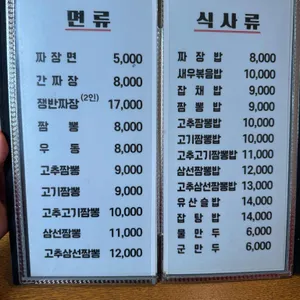 면 류
짜 장 면 5,000
간 짜 장 8,000
쟁반짜장(2인) 17,000
짬 뽕 8,000
우 동 8,000
고추짬뽕 9,000
고기짬뽕 9,000
고추고기짬뽕 10,000
삼선짬뽕 11,000
고추삼선짬뽕 12,000
식 사 류
짜 장 밥 8,000
새우볶음밥 10,000
잡 채 밥 9,000
짬 뽕 밥 9,000
고추짬뽕밥 10,000
고기짬뽕밥 10,000
고추고기짬뽕밥 11,000
삼선짬뽕밥 12,000
고추삼선짬뽕밥 13,000
유 산 슬 밥 14,000
잡 탕 밥 14,000
물 만 두 6,000
군 만 두 6,000